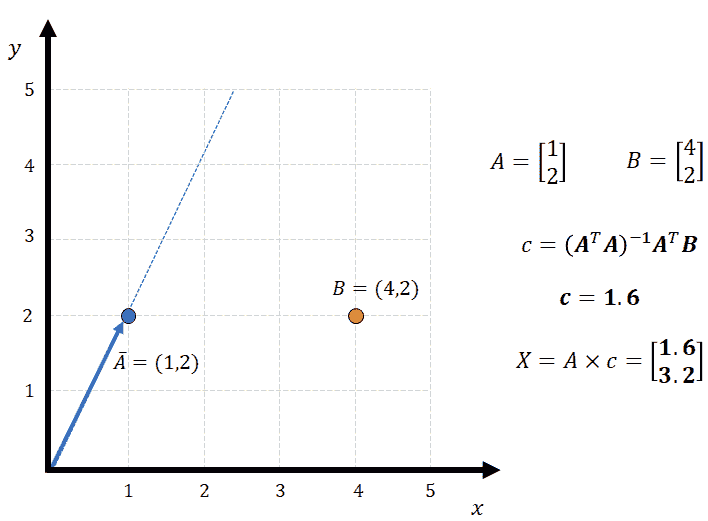 y
5
4
3
2
1
1 2 3 4 5
x
B = (4,2)
Ā = (1,2)
A = [1 2] B = [4 2]
c = (AᵀA)⁻¹AᵀB
c = 1.6
X = A × c = [1.6 3.2]